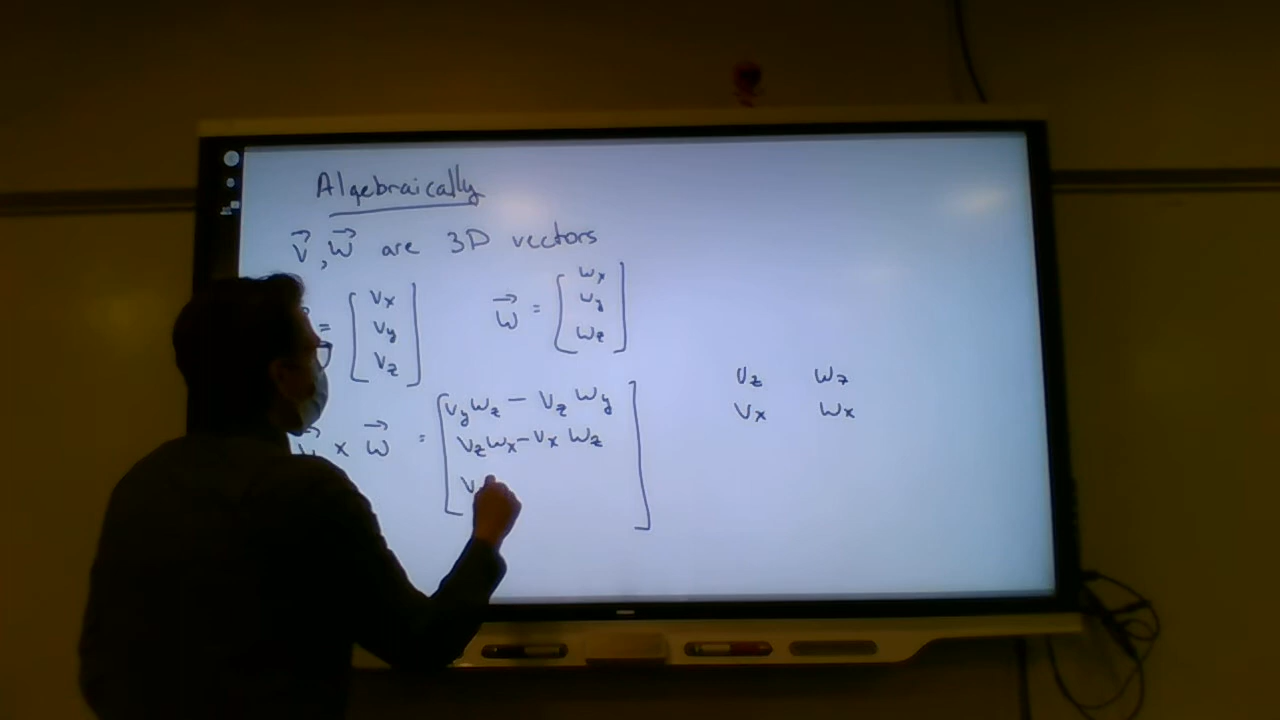 Algebraically
v⃗, w⃗ are 3D vectors
= [ vx vy vz ] w⃗ = [ wx wy wz ]
vz wz
vx wx
v⃗ × w⃗ = [ vy wz − vz wy
vz wx − vx wz
v